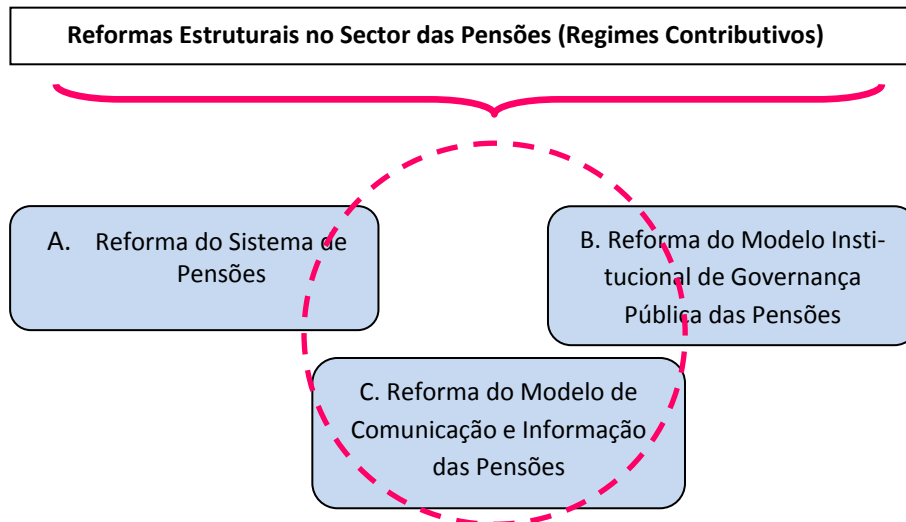 Reformas Estruturais no Sector das Pensões (Regimes Contributivos)
A. Reforma do Sistema de
Pensões
B. Reforma do Modelo Insti-
tucional de Governança
Pública das Pensões
C. Reforma do Modelo de
Comunicação e Informação
das Pensões